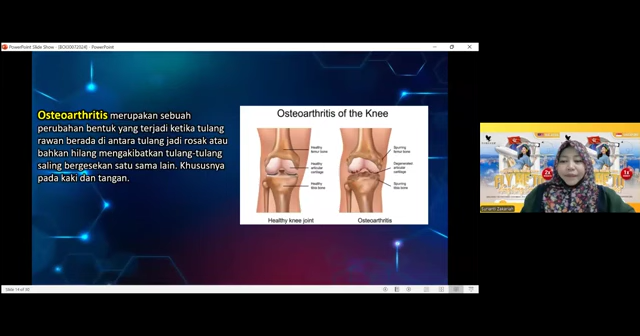 PowerPoint Slide Show - [BOIO0072024] - PowerPoint
Osteoarthritis merupakan sebuah
perubahan bentuk yang terjadi ketika tulang
rawan berada di antara tulang jadi rosak atau
bahkan hilang mengakibatkan tulang-tulang
saling bergesekan satu sama lain. Khususnya
pada kaki dan tangan.
Osteoarthritis of the Knee
Healthy
femur bone
Healthy
articular
cartilage
Healthy
tibia bone
Spurring
femur bone
Degenerated
articular
cartilage
Spurring
tibia bone
Healthy knee joint
Osteoarthritis
Slide 14 of 30
2x
1x
Zakariah